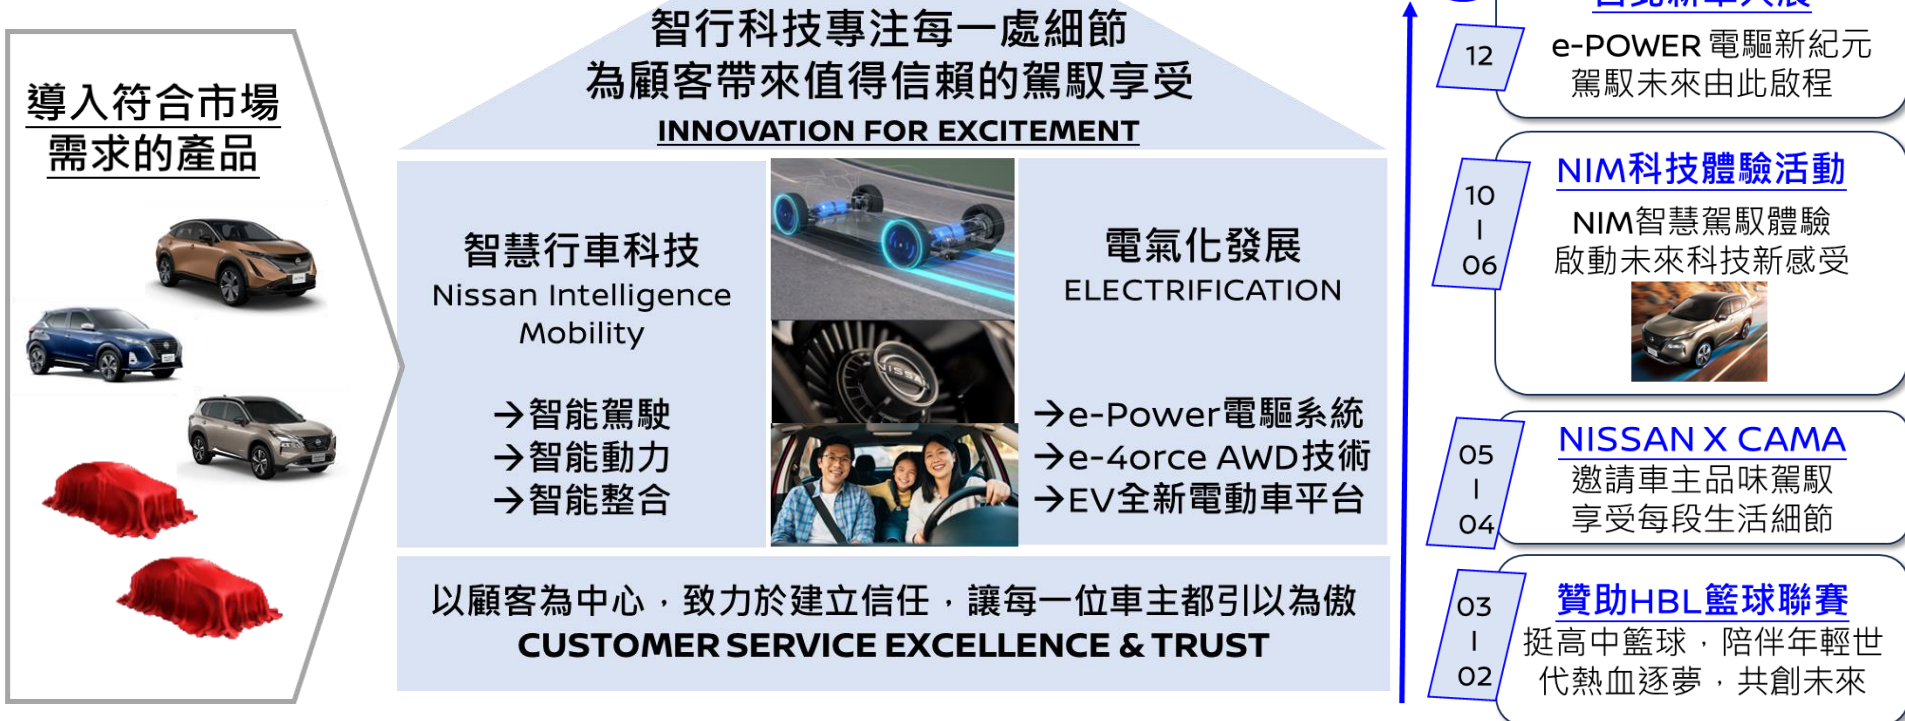 導入符合市場
需求的產品
智行科技專注每一處細節
為顧客帶來值得信賴的駕馭享受
INNOVATION FOR EXCITEMENT
智慧行車科技
Nissan Intelligence
Mobility
→智能駕駛
→智能動力
→智能整合
NISSAN
電氣化發展
ELECTRIFICATION
→e-Power電驅系統
→e-4orce AWD技術
→EV全新電動車平台
以顧客為中心，致力於建立信任，讓每一位車主都引以為傲
CUSTOMER SERVICE EXCELLENCE & TRUST
台北新車大展
12
e-POWER 電驅新紀元
駕馭未來由此啟程
10
|
06
NIM科技體驗活動
NIM智慧駕馭體驗
啟動未來科技新感受
05
|
04
NISSAN X CAMA
邀請車主品味駕馭
享受每段生活細節
03
|
02
贊助HBL籃球聯賽
挺高中籃球，陪伴年輕世
代熱血逐夢，共創未來